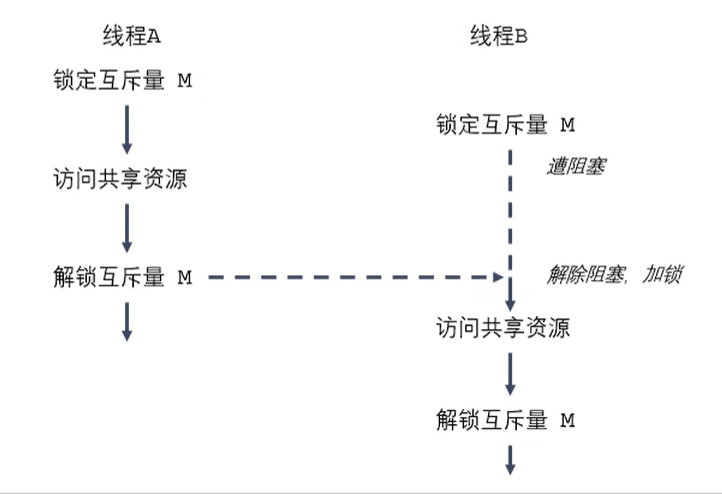 线程A
锁定互斥量 M
访问共享资源
解锁互斥量 M
线程B
锁定互斥量 M
遭阻塞
解除阻塞，加锁
访问共享资源
解锁互斥量 M